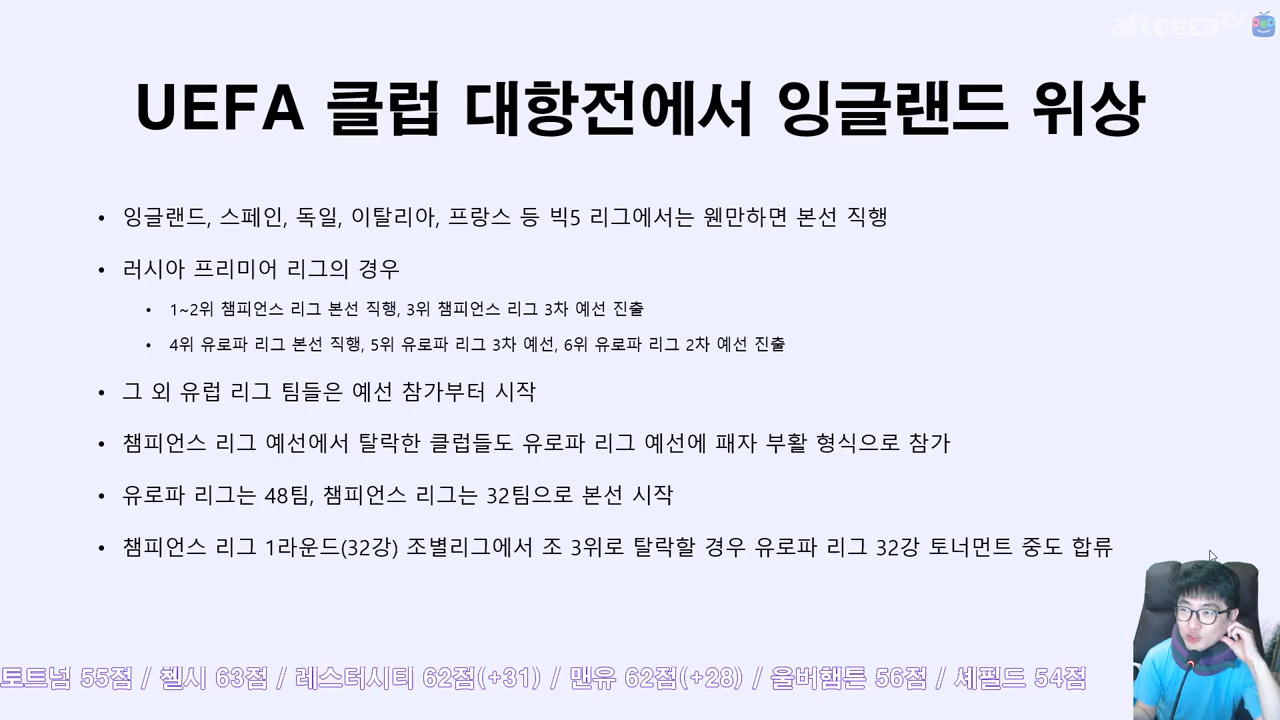 afreecaTV
UEFA 클럽 대항전에서 잉글랜드 위상
• 잉글랜드, 스페인, 독일, 이탈리아, 프랑스 등 빅5 리그에서는 웬만하면 본선 직행
• 러시아 프리미어 리그의 경우
• 1~2위 챔피언스 리그 본선 직행, 3위 챔피언스 리그 3차 예선 진출
• 4위 유로파 리그 본선 직행, 5위 유로파 리그 3차 예선, 6위 유로파 리그 2차 예선 진출
• 그 외 유럽 리그 팀들은 예선 참가부터 시작
• 챔피언스 리그 예선에서 탈락한 클럽들도 유로파 리그 예선에 패자 부활 형식으로 참가
• 유로파 리그는 48팀, 챔피언스 리그는 32팀으로 본선 시작
• 챔피언스 리그 1라운드(32강) 조별리그에서 조 3위로 탈락할 경우 유로파 리그 32강 토너먼트 중도 합류
토트넘 55점 / 첼시 63점 / 레스터시티 62점(+31) / 맨유 62점(+28) / 울버햄튼 56점 / 셰필드 54점